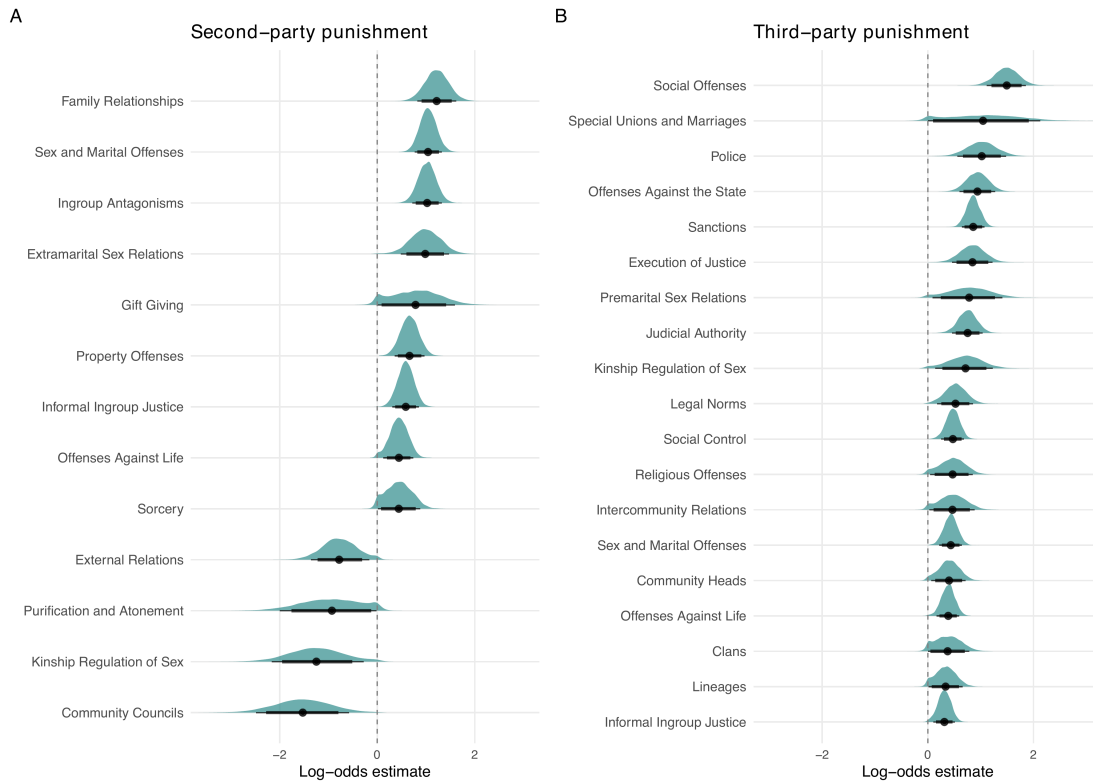 A
Second−party punishment
Family Relationships
Sex and Marital Offenses
Ingroup Antagonisms
Extramarital Sex Relations
Gift Giving
Property Offenses
Informal Ingroup Justice
Offenses Against Life
Sorcery
External Relations
Purification and Atonement
Kinship Regulation of Sex
Community Councils
−2 0 2
Log−odds estimate
B
Third−party punishment
Social Offenses
Special Unions and Marriages
Police
Offenses Against the State
Sanctions
Execution of Justice
Premarital Sex Relations
Judicial Authority
Kinship Regulation of Sex
Legal Norms
Social Control
Religious Offenses
Intercommunity Relations
Sex and Marital Offenses
Community Heads
Offenses Against Life
Clans
Lineages
Informal Ingroup Justice
−2 0 2
Log−odds estimate